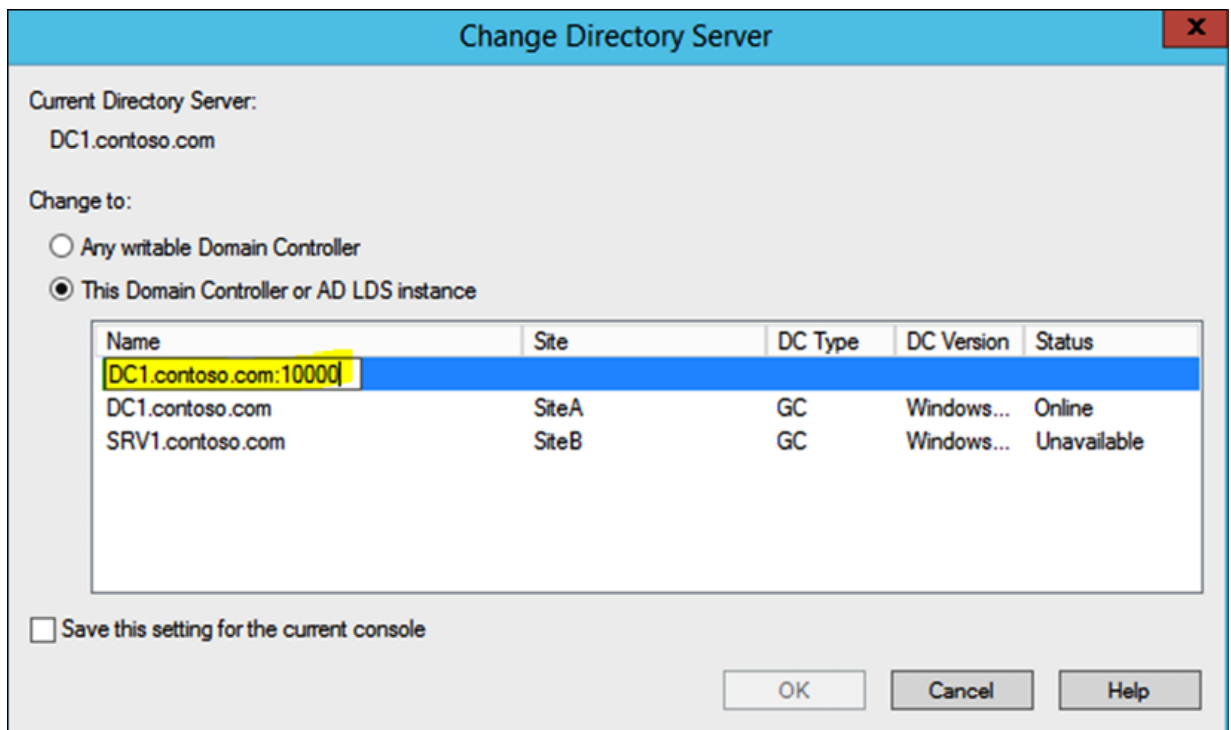 Change Directory Server
x
Current Directory Server:
DC1.contoso.com
Change to:
Any writable Domain Controller
This Domain Controller or AD LDS instance
Name Site DC Type DC Version Status
DC1.contoso.com:10000
DC1.contoso.com SiteA GC Windows... Online
SRV1.contoso.com SiteB GC Windows... Unavailable
Save this setting for the current console
OK Cancel Help